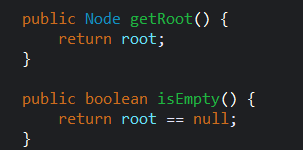 public Node getRoot() {
    return root;
}

public boolean isEmpty() {
    return root == null;
}